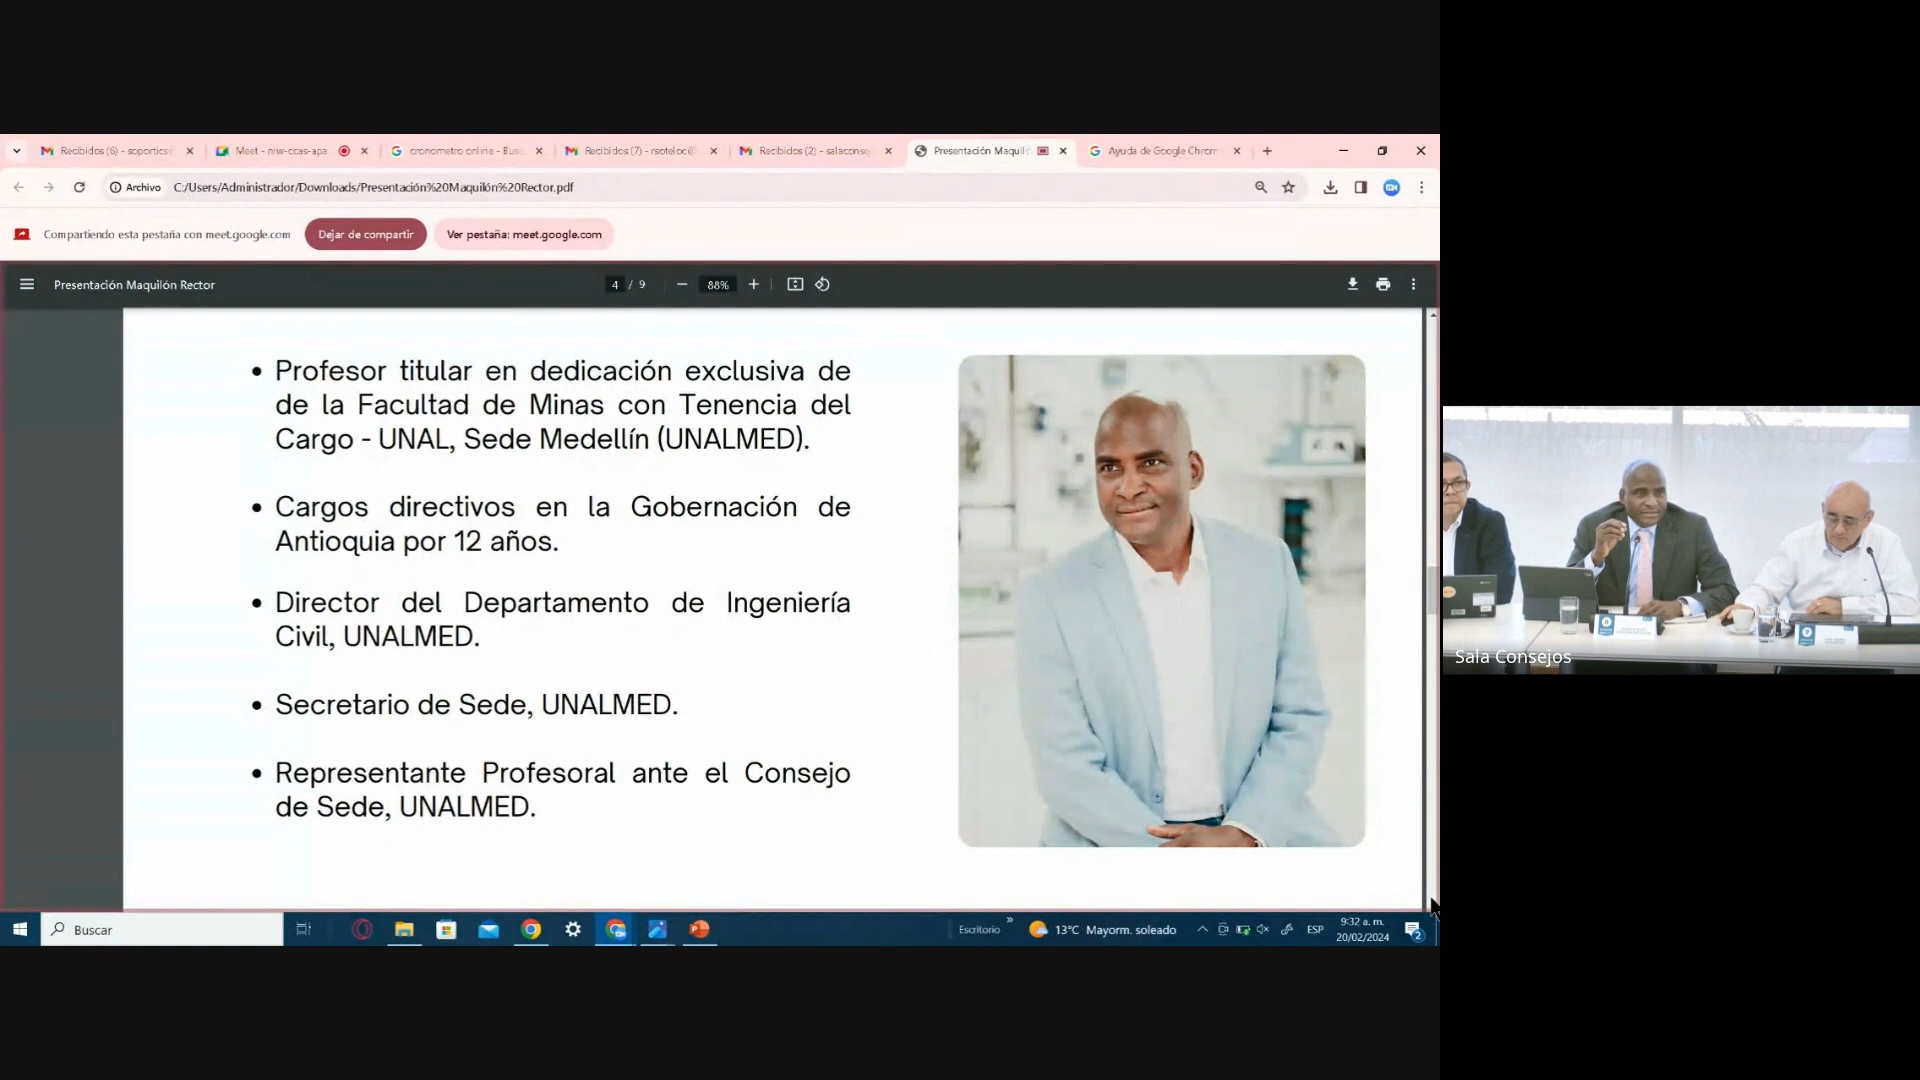 Recibidos (6) - soportics
Meet - niw-ccas-apa
cronometro online - Bus
Recibidos (7) - rsoteloc@
Recibidos (2) - salaconse
Presentación Maquil
Ayuda de Google Chrom
Archivo
C:/Users/Administrador/Downloads/Presentación%20Maquilón%20Rector.pdf
Compartiendo esta pestaña con meet.google.com
Dejar de compartir
Ver pestaña: meet.google.com
Presentación Maquilón Rector
4 / 9
88%
• Profesor titular en dedicación exclusiva de
de la Facultad de Minas con Tenencia del
Cargo - UNAL, Sede Medellín (UNALMED).
• Cargos directivos en la Gobernación de
Antioquia por 12 años.
• Director del Departamento de Ingeniería
Civil, UNALMED.
• Secretario de Sede, UNALMED.
• Representante Profesoral ante el Consejo
de Sede, UNALMED.
Sala Consejos
Buscar
Escritorio
13°C Mayorm. soleado
ESP
9:32 a. m.
20/02/2024
2